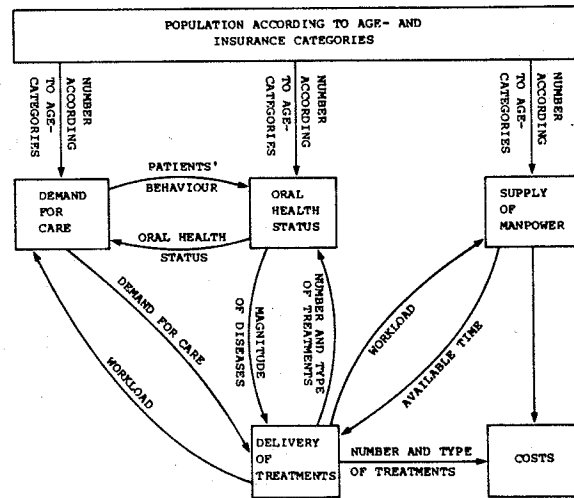 POPULATION ACCORDING TO AGE- AND
INSURANCE CATEGORIES
NUMBER
ACCORDING
TO AGE-
CATEGORIES
NUMBER
ACCORDING
TO AGE-
CATEGORIES
NUMBER
ACCORDING
TO AGE-
CATEGORIES
PATIENTS'
BEHAVIOUR
DEMAND
FOR
CARE
ORAL
HEALTH
STATUS
SUPPLY
OF
MANPOWER
ORAL HEALTH
STATUS
DEMAND FOR CARE
WORKLOAD
MAGNITUDE
OF DISEASES
NUMBER AND TYPE
OF TREATMENTS
WORKLOAD
AVAILABLE TIME
DELIVERY
OF
TREATMENTS
NUMBER AND TYPE
OF TREATMENTS
COSTS